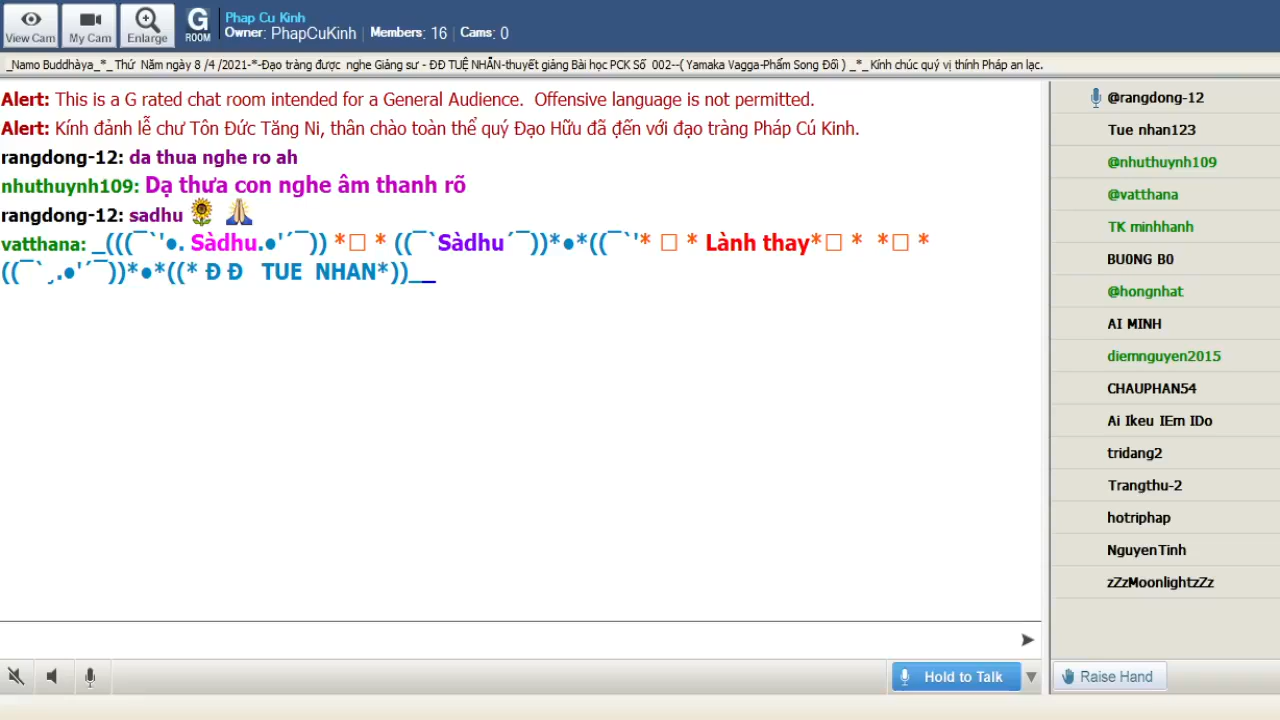 View Cam
My Cam
Enlarge
G
ROOM
Phap Cu Kinh
Owner: PhapCuKinh | Members: 16 | Cams: 0
_Namo Buddhàya_*_ Thứ Năm ngày 8 /4 /2021-*-Đạo tràng được nghe Giảng sư - ĐĐ TUỆ NHẪN-thuyết giảng Bài học PCK Số 002--( Yamaka Vagga-Phẩm Song Đối ) _*_ Kính chúc quý vị thính Pháp an lạc.
Alert: This is a G rated chat room intended for a General Audience. Offensive language is not permitted.
Alert: Kính đảnh lễ chư Tôn Đức Tăng Ni, thân chào toàn thể quý Đạo Hữu đã đến với đạo tràng Pháp Cú Kinh.
rangdong-12: da thua nghe ro ah
nhuthuynh109: Dạ thưa con nghe âm thanh rõ
rangdong-12: sadhu 🌻 🙏
vatthana: _(((¯`'●. Sàdhu.●'´¯)) *□ * ((¯`Sàdhu´¯))*●*((¯`'* □ * Lành thay*□ * *□ *
((¯`¸.●'´¯))*●*((* Đ Đ TUE NHAN*))__
@rangdong-12
Tue nhan123
@nhuthuynh109
@vatthana
TK minhhanh
BU0NG B0
@hongnhat
AI MINH
diemnguyen2015
CHAUPHAN54
Ai Ikeu IEm IDo
tridang2
Trangthu-2
hotriphap
NguyenTinh
zZzMoonlightzZz
Hold to Talk
Raise Hand